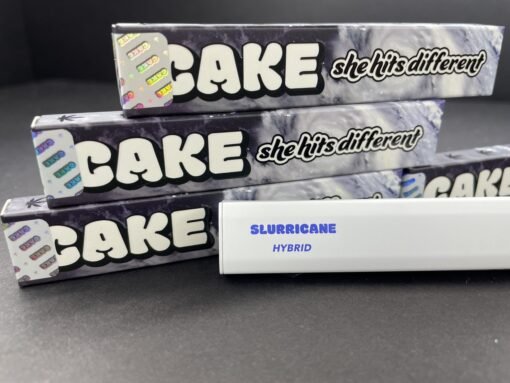 CAKE she hits different
CAKE she hits different
CAKE
CAKE
SLURRICANE
HYBRID